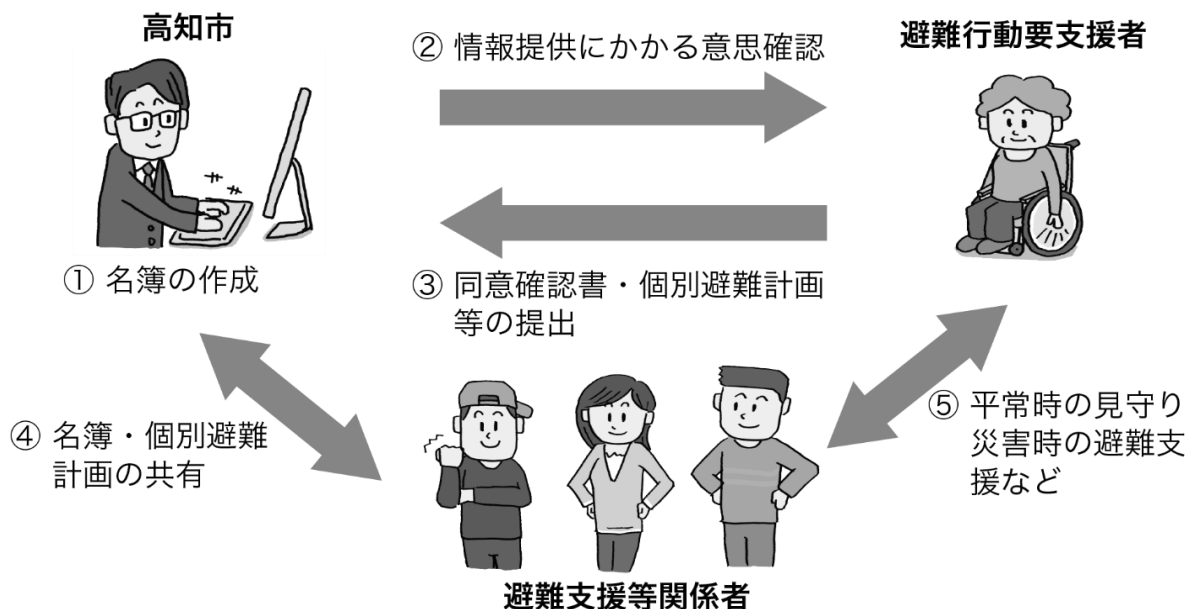 高知市
② 情報提供にかかる意思確認
避難行動要支援者
① 名簿の作成
③ 同意確認書・個別避難計画
等の提出
④ 名簿・個別避難
計画の共有
⑤ 平常時の見守り
災害時の避難支
援など
避難支援等関係者